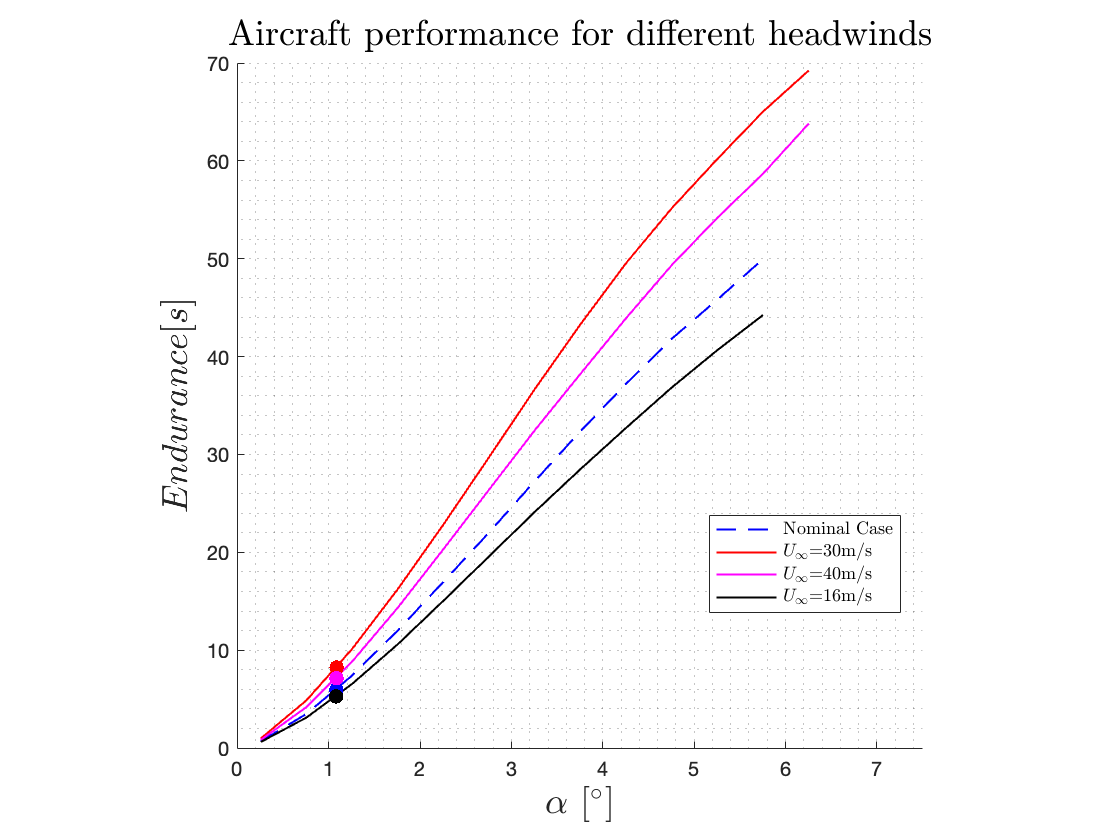 Aircraft performance for different headwinds
70
60
50
40
30
20
10
0
Endurance[s]
Nominal Case
U∞=30m/s
U∞=40m/s
U∞=16m/s
0 1 2 3 4 5 6 7
α [°]